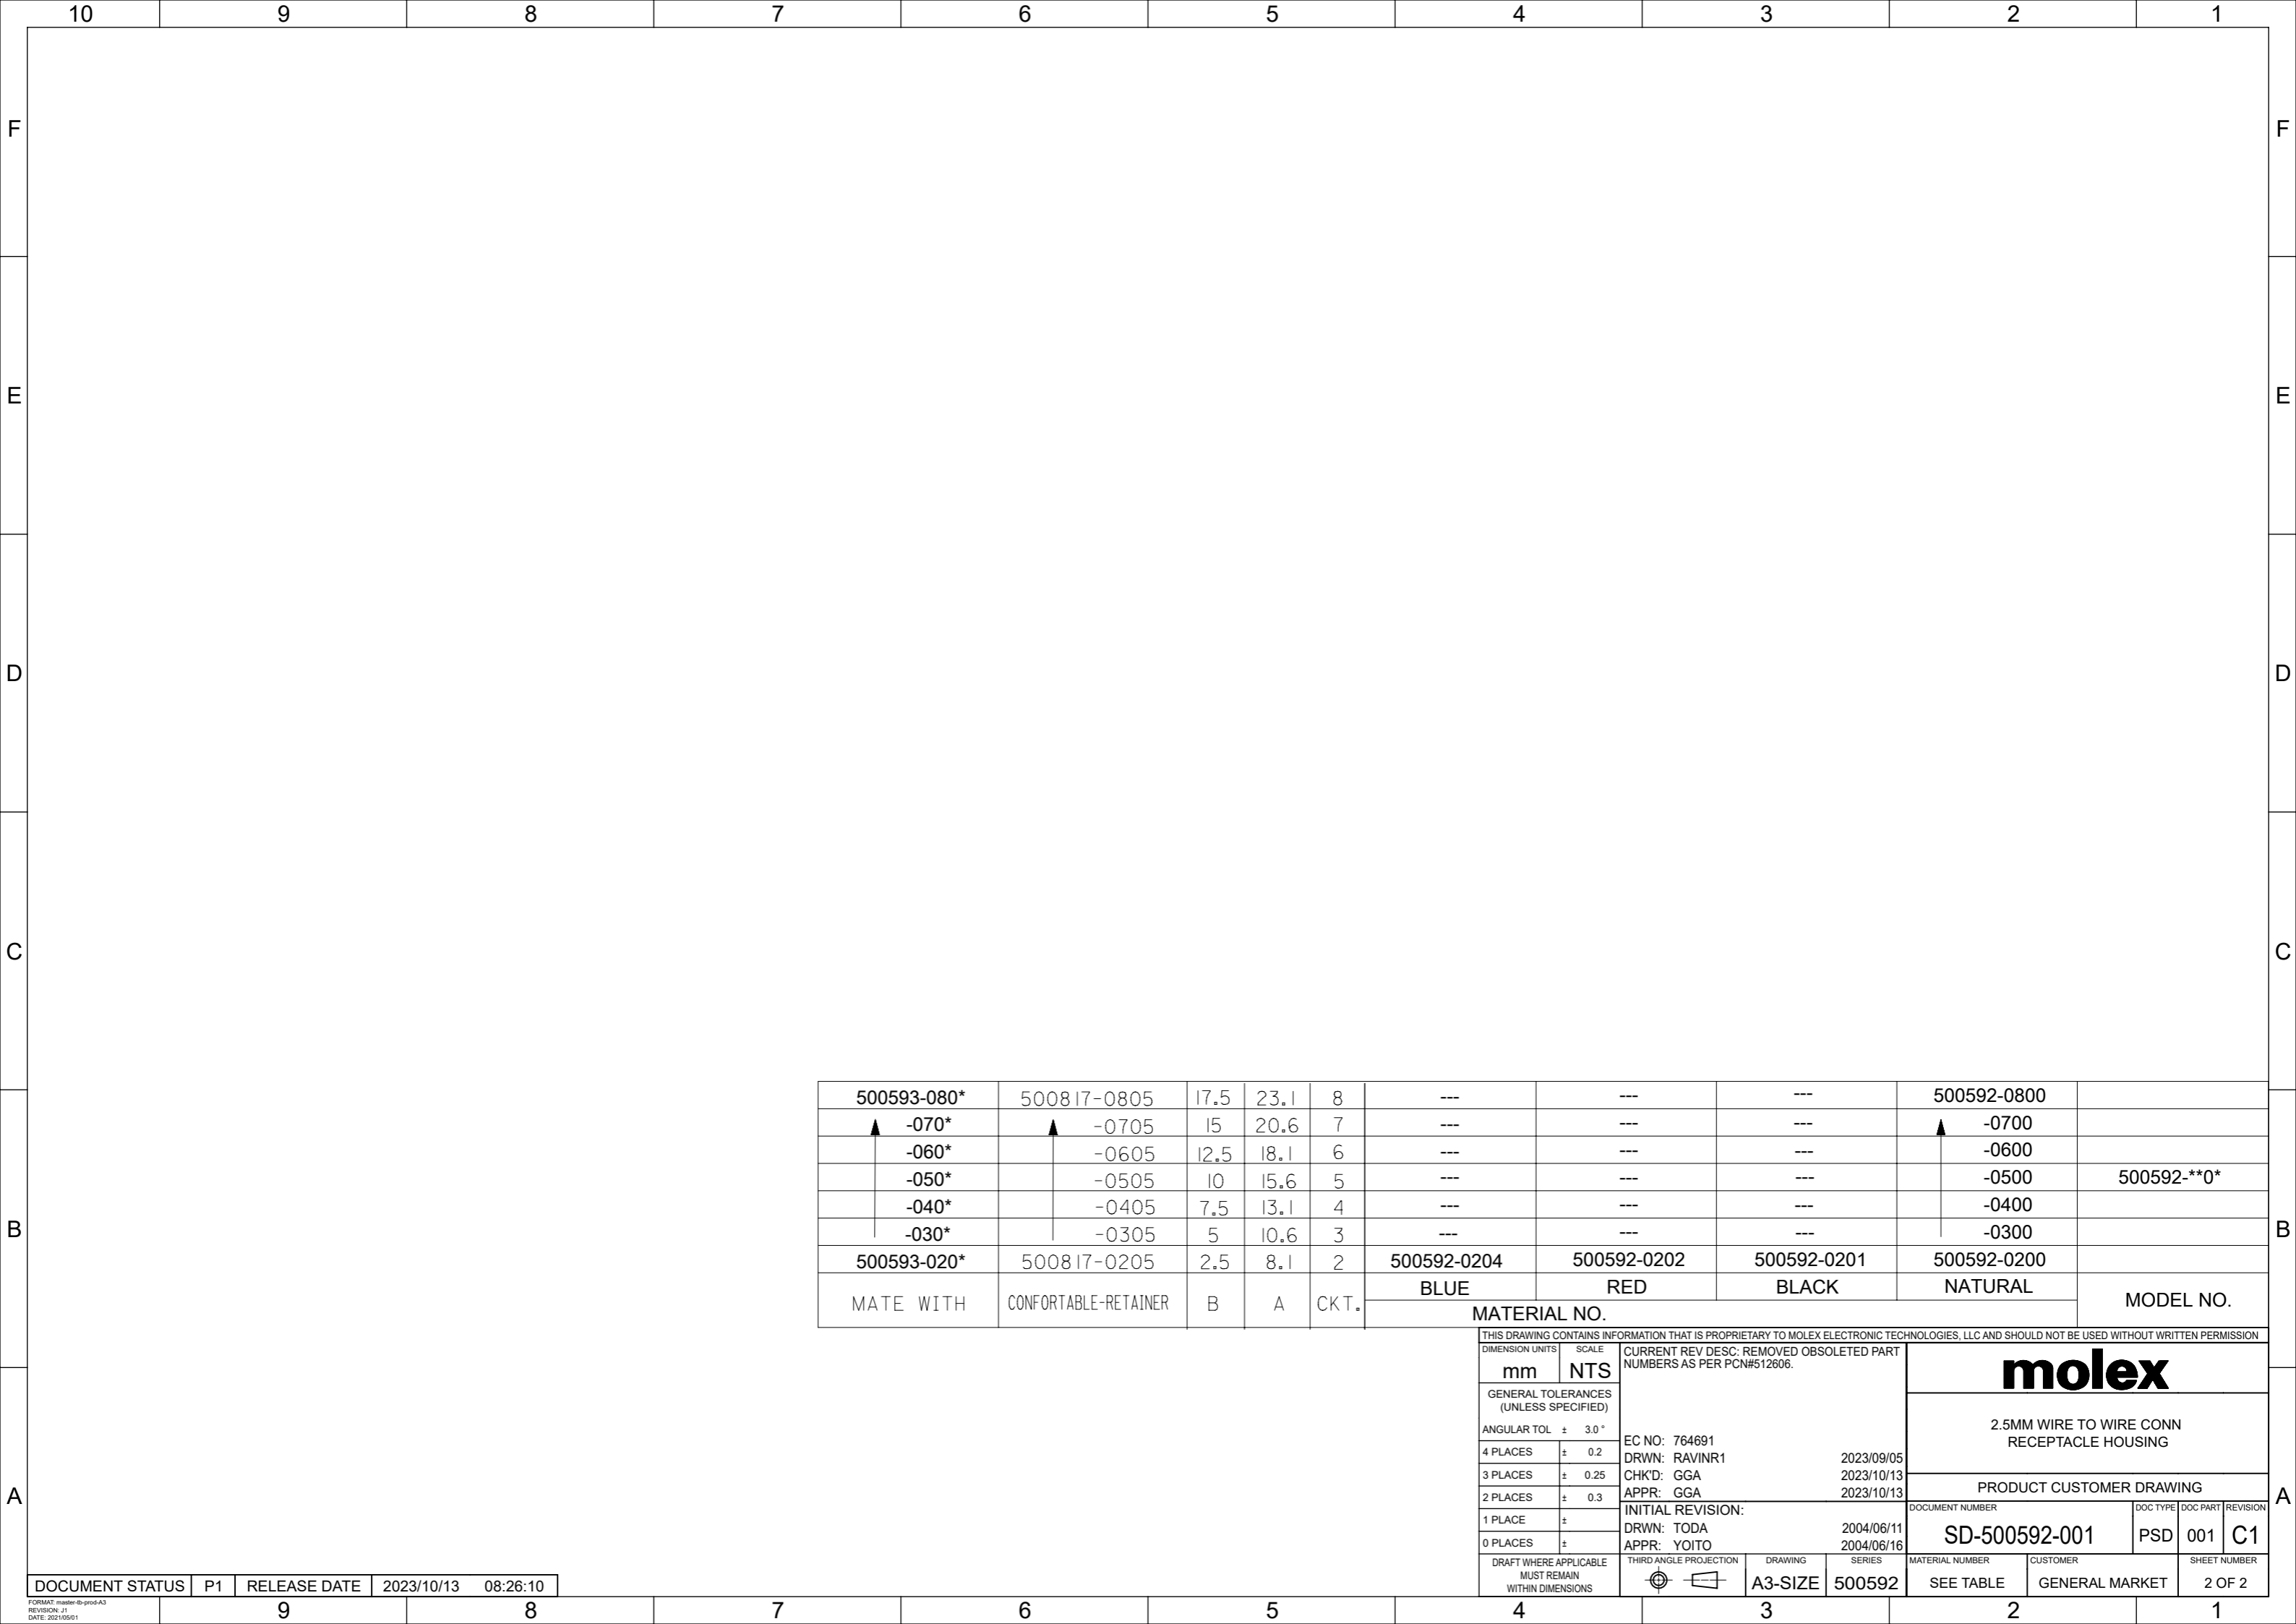 10 9 8 7 6 5 4 3 2 1
F F
E E
D D
C C
B B
A A
500593-080* 500817-0805 17.5 23.1 8 --- --- --- 500592-0800
-070* -0705 15 20.6 7 --- --- --- -0700
-060* -0605 12.5 18.1 6 --- --- --- -0600
-050* -0505 10 15.6 5 --- --- --- -0500 500592-**0*
-040* -0405 7.5 13.1 4 --- --- --- -0400
-030* -0305 5 10.6 3 --- --- --- -0300
500593-020* 500817-0205 2.5 8.1 2 500592-0204 500592-0202 500592-0201 500592-0200
MATE WITH CONFORTABLE-RETAINER B A CKT. BLUE RED BLACK NATURAL MODEL NO.
MATERIAL NO.
THIS DRAWING CONTAINS INFORMATION THAT IS PROPRIETARY TO MOLEX ELECTRONIC TECHNOLOGIES, LLC AND SHOULD NOT BE USED WITHOUT WRITTEN PERMISSION
DIMENSION UNITS SCALE
mm NTS
GENERAL TOLERANCES
(UNLESS SPECIFIED)
ANGULAR TOL ± 3.0 °
4 PLACES ± 0.2
3 PLACES ± 0.25
2 PLACES ± 0.3
1 PLACE ±
0 PLACES ±
DRAFT WHERE APPLICABLE
MUST REMAIN
WITHIN DIMENSIONS
CURRENT REV DESC: REMOVED OBSOLETED PART
NUMBERS AS PER PCN#512606.
EC NO: 764691
DRWN: RAVINR1 2023/09/05
CHK'D: GGA 2023/10/13
APPR: GGA 2023/10/13
INITIAL REVISION:
DRWN: TODA 2004/06/11
APPR: YOITO 2004/06/16
THIRD ANGLE PROJECTION DRAWING SERIES
A3-SIZE 500592
molex
2.5MM WIRE TO WIRE CONN
RECEPTACLE HOUSING
PRODUCT CUSTOMER DRAWING
DOCUMENT NUMBER DOC TYPE DOC PART REVISION
SD-500592-001 PSD 001 C1
MATERIAL NUMBER CUSTOMER SHEET NUMBER
SEE TABLE GENERAL MARKET 2 OF 2
DOCUMENT STATUS P1 RELEASE DATE 2023/10/13 08:26:10
FORMAT: master-tb-prod-A3
REVISION: J1
DATE: 2021/05/01
9 8 7 6 5 4 3 2 1